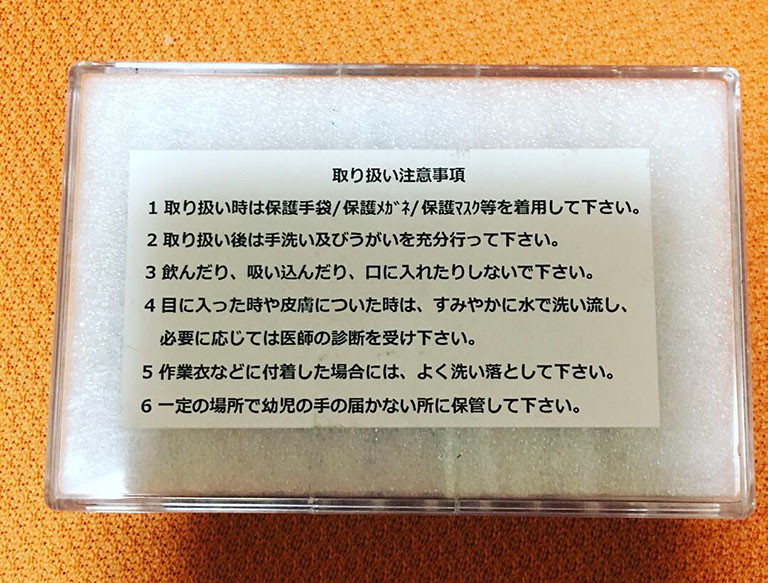 取り扱い注意事項
1 取り扱い時は保護手袋/保護ﾒｶﾞﾈ/保護ﾏｽｸ等を着用して下さい。
2 取り扱い後は手洗い及びうがいを充分行って下さい。
3 飲んだり、吸い込んだり、口に入れたりしないで下さい。
4 目に入った時や皮膚についた時は、すみやかに水で洗い流し、
必要に応じては医師の診断を受け下さい。
5 作業衣などに付着した場合には、よく洗い落として下さい。
6 一定の場所で幼児の手の届かない所に保管して下さい。